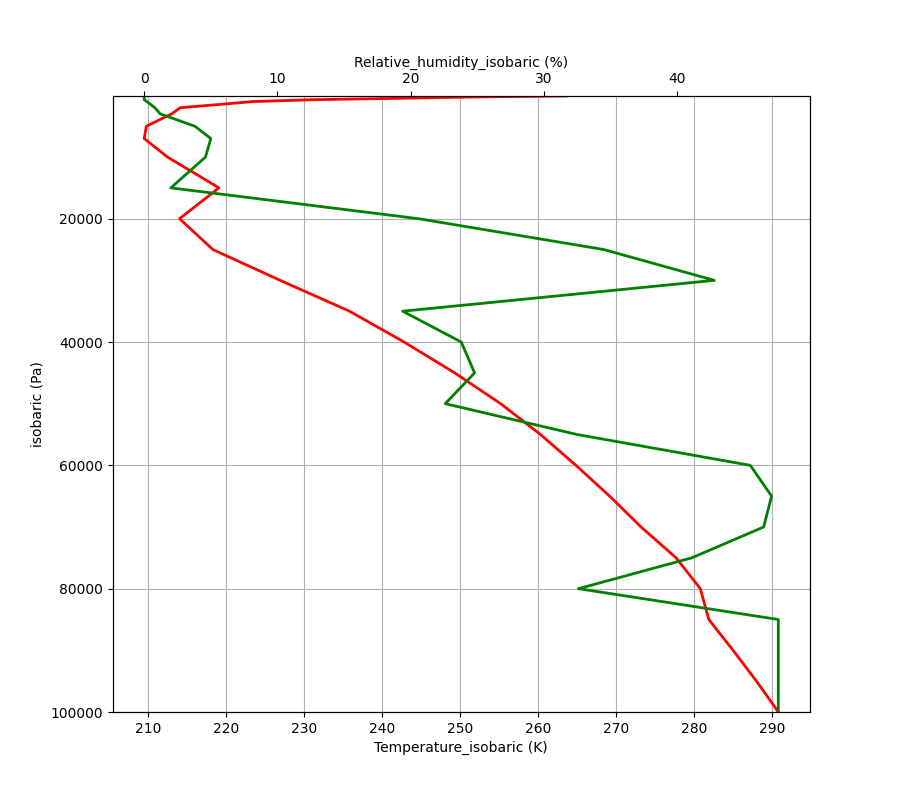 Relative_humidity_isobaric (%)
0 10 20 30 40
20000
40000
isobaric (Pa)
60000
80000
100000
210 220 230 240 250 260 270 280 290
Temperature_isobaric (K)